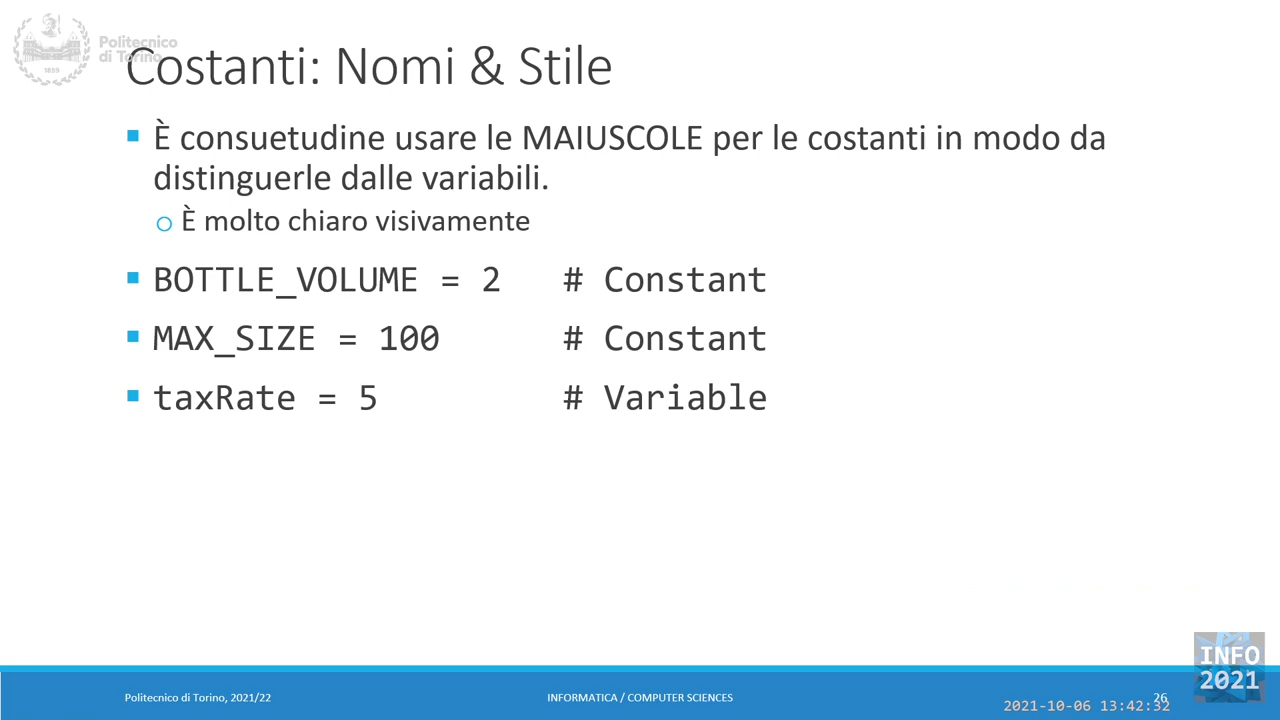 Politecnico
di Torino
1859
Costanti: Nomi & Stile
È consuetudine usare le MAIUSCOLE per le costanti in modo da
distinguerle dalle variabili.
È molto chiaro visivamente
BOTTLE_VOLUME = 2 # Constant
MAX_SIZE = 100 # Constant
taxRate = 5 # Variable
INFO
2021
Politecnico di Torino, 2021/22
INFORMATICA / COMPUTER SCIENCES
26
2021-10-06 13:42:32